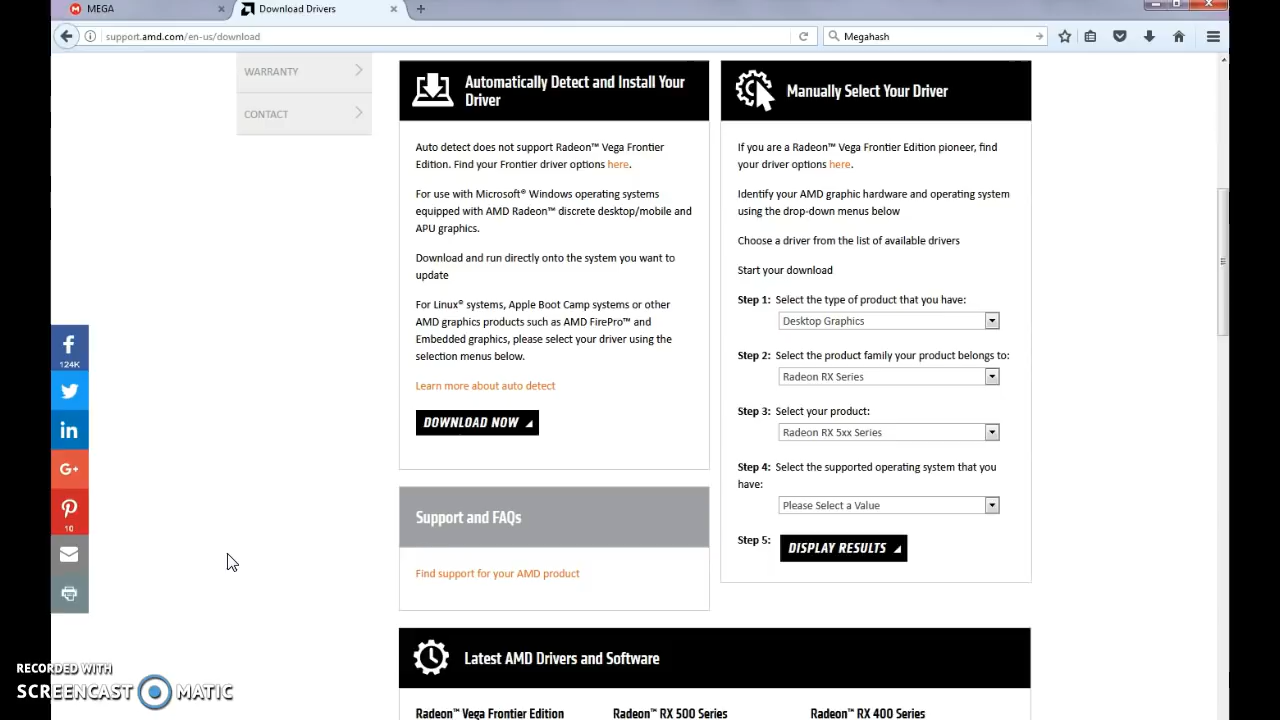 MEGA
Download Drivers
support.amd.com/en-us/download
Megahash
WARRANTY
CONTACT
Automatically Detect and Install Your
Driver
Auto detect does not support Radeon™ Vega Frontier
Edition. Find your Frontier driver options here.
For use with Microsoft® Windows operating systems
equipped with AMD Radeon™ discrete desktop/mobile and
APU graphics.
Download and run directly onto the system you want to
update
For Linux® systems, Apple Boot Camp systems or other
AMD graphics products such as AMD FirePro™ and
Embedded graphics, please select your driver using the
selection menus below.
Learn more about auto detect
DOWNLOAD NOW
Support and FAQs
Find support for your AMD product
Manually Select Your Driver
If you are a Radeon™ Vega Frontier Edition pioneer, find
your driver options here.
Identify your AMD graphic hardware and operating system
using the drop-down menus below
Choose a driver from the list of available drivers
Start your download
Step 1: Select the type of product that you have:
Desktop Graphics
Step 2: Select the product family your product belongs to:
Radeon RX Series
Step 3: Select your product:
Radeon RX 5xx Series
Step 4: Select the supported operating system that you
have:
Please Select a Value
Step 5: DISPLAY RESULTS
124K
10
Latest AMD Drivers and Software
Radeon™ Vega Frontier Edition
Radeon™ RX 500 Series
Radeon™ RX 400 Series
RECORDED WITH
SCREENCAST MATIC